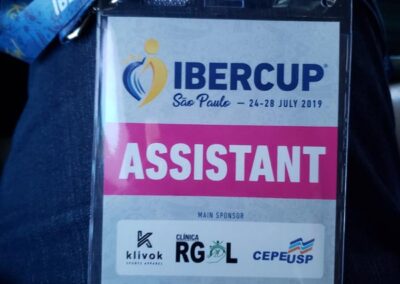 IBERCUP®
São Paulo — 24-28 JULY 2019
ASSISTANT
MAIN SPONSOR
K
klivok
SPORTS APPAREL
CLÍNICA
RGOL
CEPEUSP